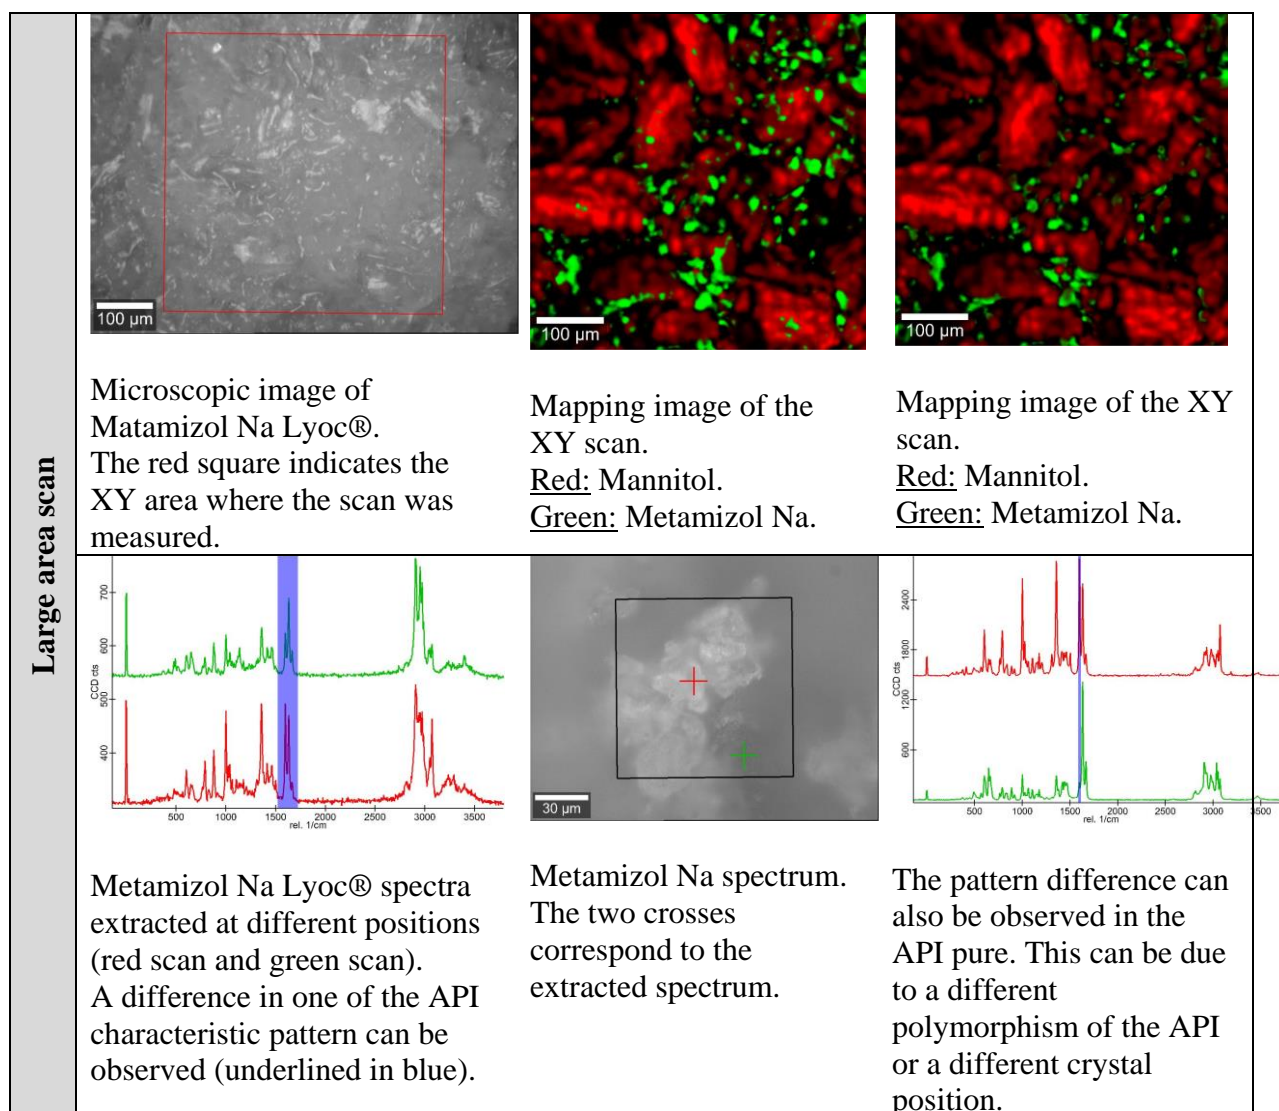 Large area scan
100 µm
100 µm
100 µm
Microscopic image of
Matamizol Na Lyoc®.
The red square indicates the
XY area where the scan was
measured.
Mapping image of the
XY scan.
Red: Mannitol.
Green: Metamizol Na.
Mapping image of the XY
scan.
Red: Mannitol.
Green: Metamizol Na.
CCD cts
700
600
500
400
500 1000 1500 2000 2500 3000 3500
rel. 1/cm
30 µm
CCD cts
2400
1800
1200
600
500 1000 1500 2000 2500 3000 3500
rel. 1/cm
Metamizol Na Lyoc® spectra
extracted at different positions
(red scan and green scan).
A difference in one of the API
characteristic pattern can be
observed (underlined in blue).
Metamizol Na spectrum.
The two crosses
correspond to the
extracted spectrum.
The pattern difference can
also be observed in the
API pure. This can be due
to a different
polymorphism of the API
or a different crystal
position.